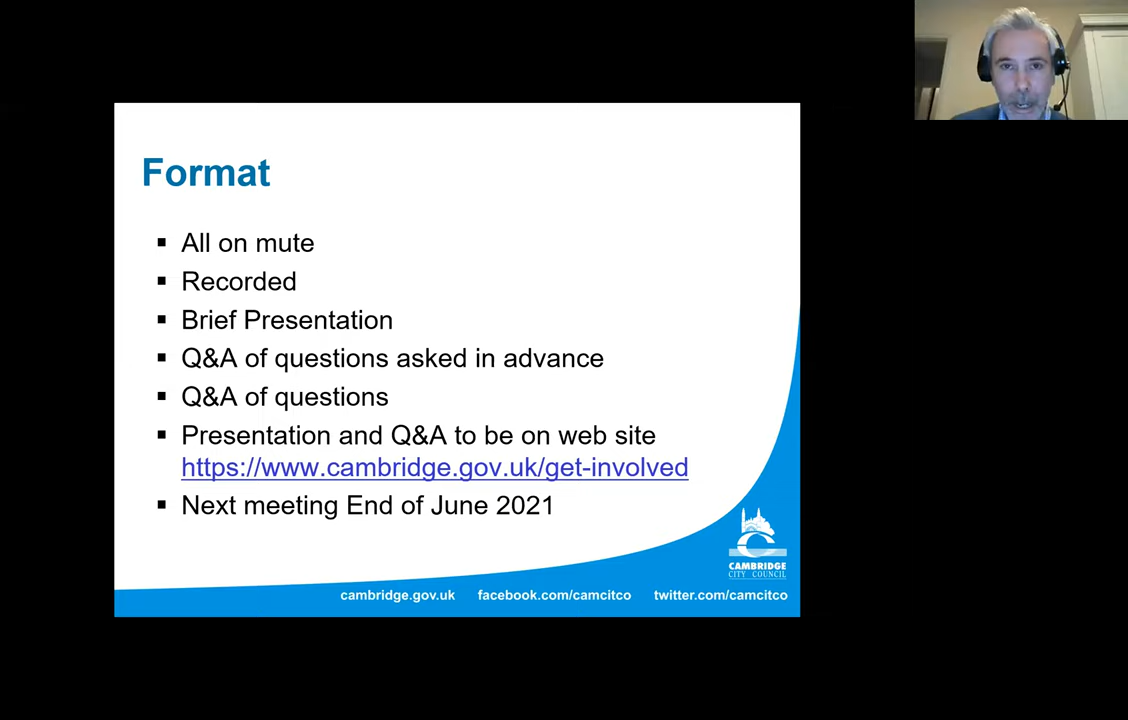 Format
All on mute
Recorded
Brief Presentation
Q&A of questions asked in advance
Q&A of questions
Presentation and Q&A to be on web site
https://www.cambridge.gov.uk/get-involved
Next meeting End of June 2021
CAMBRIDGE
CITY COUNCIL
cambridge.gov.uk facebook.com/camcitco twitter.com/camcitco